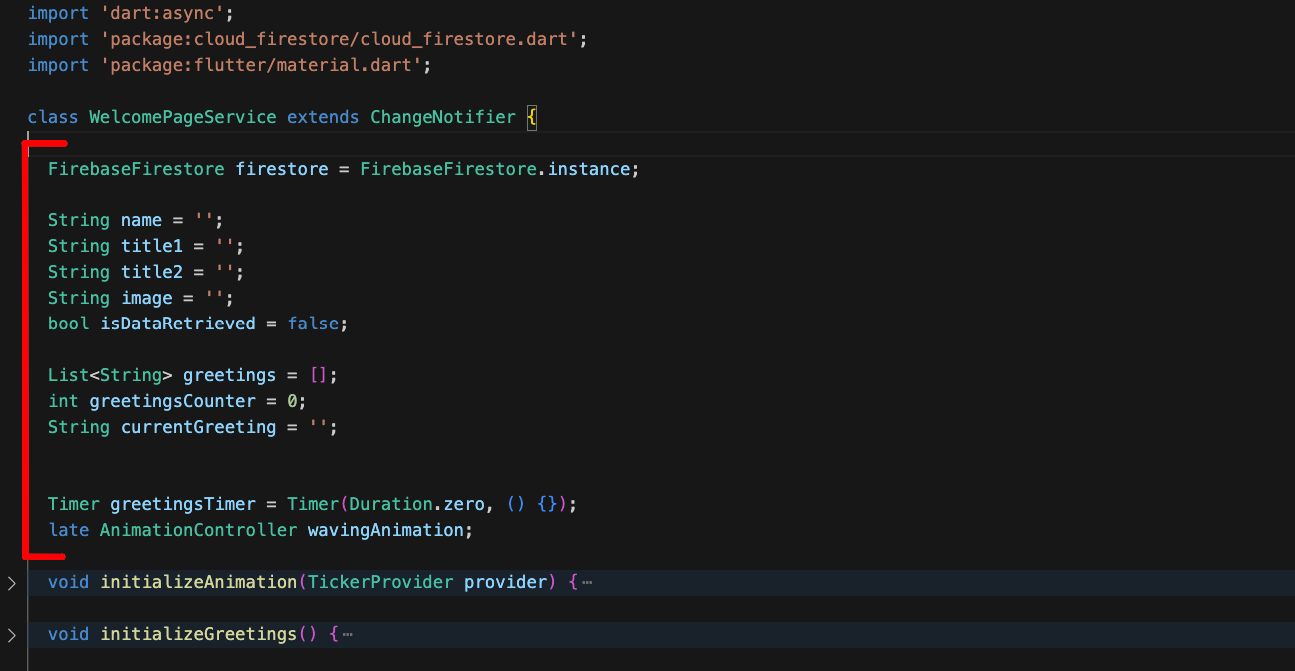 import 'dart:async';
import 'package:cloud_firestore/cloud_firestore.dart';
import 'package:flutter/material.dart';
class WelcomePageService extends ChangeNotifier {
FirebaseFirestore firestore = FirebaseFirestore.instance;
String name = '';
String title1 = '';
String title2 = '';
String image = '';
bool isDataRetrieved = false;
List<String> greetings = [];
int greetingsCounter = 0;
String currentGreeting = '';
Timer greetingsTimer = Timer(Duration.zero, () {});
late AnimationController wavingAnimation;
void initializeAnimation(TickerProvider provider) {⋯
void initializeGreetings() {⋯